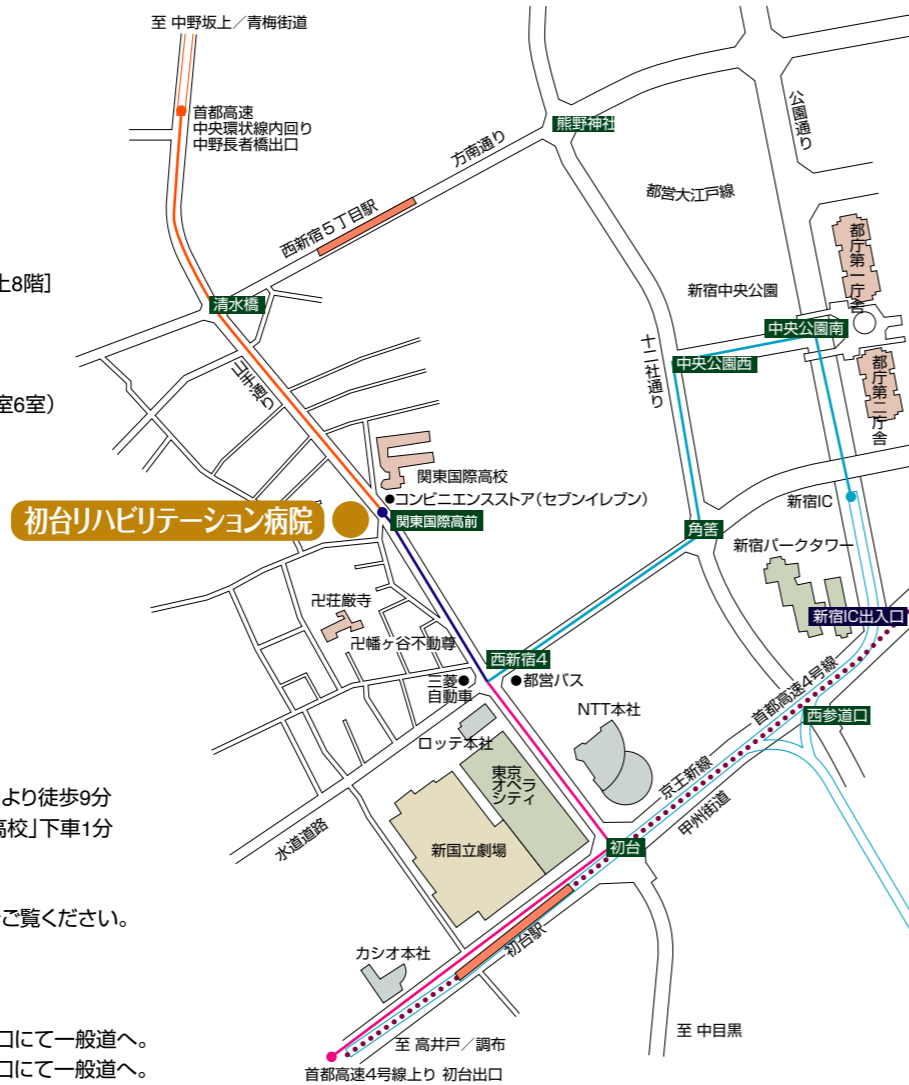 至 中野坂上／青梅街道
首都高速
中央環状線内回り
中野長者橋出口
熊野神社
公園通り
方南通り
都営大江戸線
西新宿5丁目駅
都庁第一庁舎
上8階］
新宿中央公園
清水橋
中央公園南
十二社通り
中央公園西
都庁第二庁舎
山手通り
室6室）
関東国際高校
●コンビニエンスストア（セブンイレブン）
新宿IC
初台リハビリテーション病院
関東国際高前
角筈
新宿パークタワー
卍荘厳寺
新宿IC出入口
卍幡ヶ谷不動尊
西新宿4
三菱●
自動車
●都営バス
首都高速4号線
NTT本社
西参道口
ロッテ本社
東京
オペラ
シティ
京王新線
より徒歩9分
甲州街道
高校」下車1分
水道道路
新国立劇場
初台
ご覧ください。
初台駅
カシオ本社
至 中目黒
口にて一般道へ。
至 高井戸／調布
口にて一般道へ。
首都高速4号線上り 初台出口